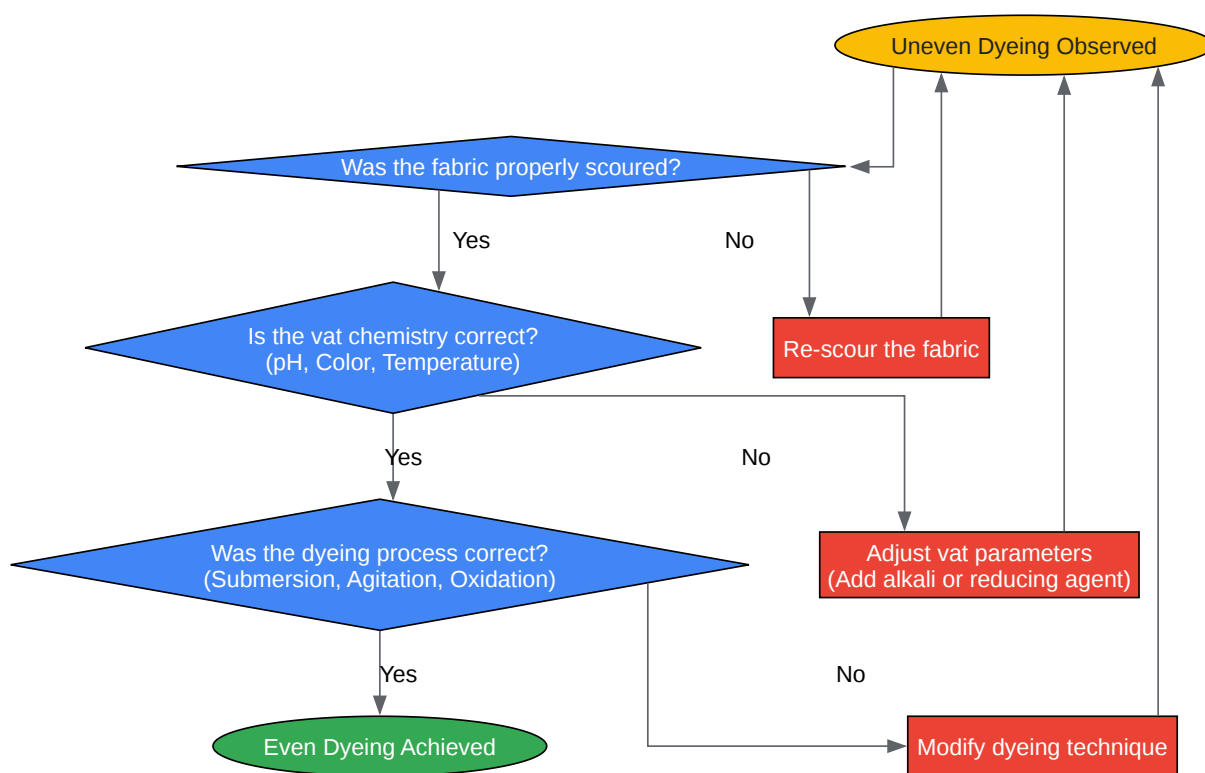 Uneven Dyeing Observed
Was the fabric properly scoured?
Yes
No
Is the vat chemistry correct?
(pH, Color, Temperature)
Re-scour the fabric
Yes
No
Was the dyeing process correct?
(Submersion, Agitation, Oxidation)
Adjust vat parameters
(Add alkali or reducing agent)
Yes
No
Even Dyeing Achieved
Modify dyeing technique